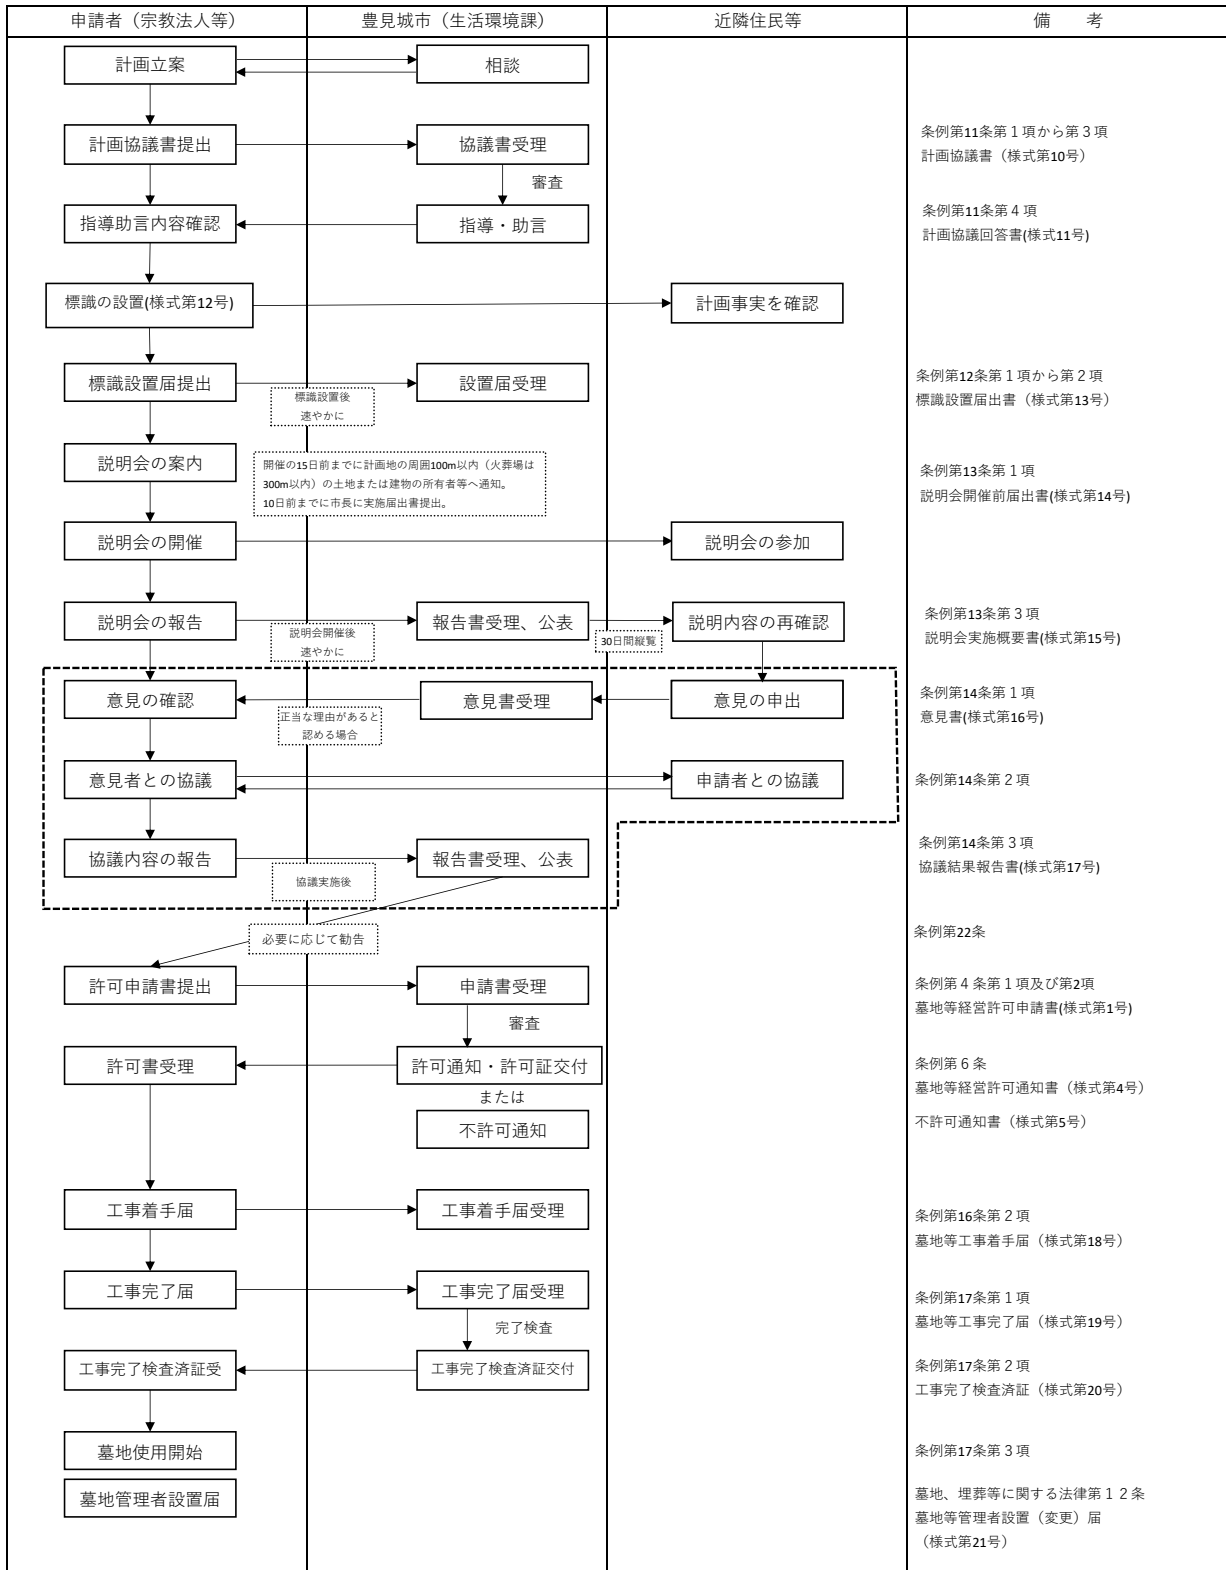 申請者（宗教法人等）
豊見城市（生活環境課）
近隣住民等
備　　考
計画立案
相談
計画協議書提出
協議書受理
条例第11条第１項から第３項
計画協議書（様式第10号）
審査
指導助言内容確認
指導・助言
条例第11条第４項
計画協議回答書(様式11号)
標識の設置(様式第12号)
計画事実を確認
標識設置届提出
設置届受理
条例第12条第１項から第２項
標識設置届出書（様式第13号）
標識設置後
速やかに
説明会の案内
開催の15日前までに計画地の周囲100m以内（火葬場は
300m以内）の土地または建物の所有者等へ通知。
10日前までに市長に実施届出書提出。
条例第13条第１項
説明会開催前届出書(様式第14号)
説明会の開催
説明会の参加
説明会の報告
報告書受理、公表
説明内容の再確認
条例第13条第３項
説明会実施概要書(様式第15号)
説明会開催後
速やかに
30日間縦覧
意見の確認
意見書受理
意見の申出
条例第14条第１項
意見書(様式第16号)
正当な理由があると
認める場合
意見者との協議
申請者との協議
条例第14条第２項
協議内容の報告
報告書受理、公表
条例第14条第３項
協議結果報告書(様式第17号)
協議実施後
必要に応じて勧告
条例第22条
許可申請書提出
申請書受理
条例第４条第１項及び第2項
墓地等経営許可申請書(様式第1号)
審査
許可書受理
許可通知・許可証交付
条例第６条
墓地等経営許可通知書（様式第4号）
または
不許可通知
不許可通知書（様式第5号）
工事着手届
工事着手届受理
条例第16条第２項
墓地等工事着手届（様式第18号）
工事完了届
工事完了届受理
条例第17条第１項
墓地等工事完了届（様式第19号）
完了検査
工事完了検査済証受
工事完了検査済証交付
条例第17条第２項
工事完了検査済証（様式第20号）
墓地使用開始
条例第17条第３項
墓地管理者設置届
墓地、埋葬等に関する法律第１２条
墓地等管理者設置（変更）届
（様式第21号）